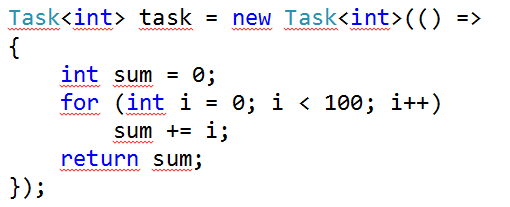 Task<int> task = new Task<int>(() =>
{
    int sum = 0;
    for (int i = 0; i < 100; i++)
        sum += i;
    return sum;
});